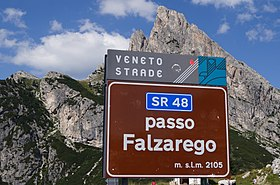 VENETO
STRADE
SR 48
passo
Falzarego
m. s.l.m. 2105